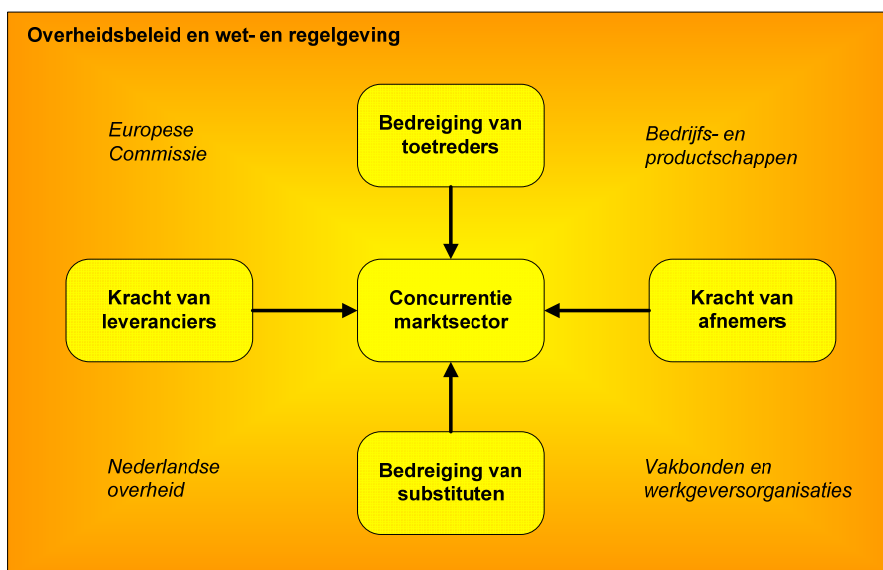 Overheidsbeleid en wet- en regelgeving
Europese
Commissie
Bedreiging van
toetreders
Bedrijfs- en
productschappen
Kracht van
leveranciers
Concurrentie
marktsector
Kracht van
afnemers
Nederlandse
overheid
Bedreiging van
substituten
Vakbonden en
werkgeversorganisaties